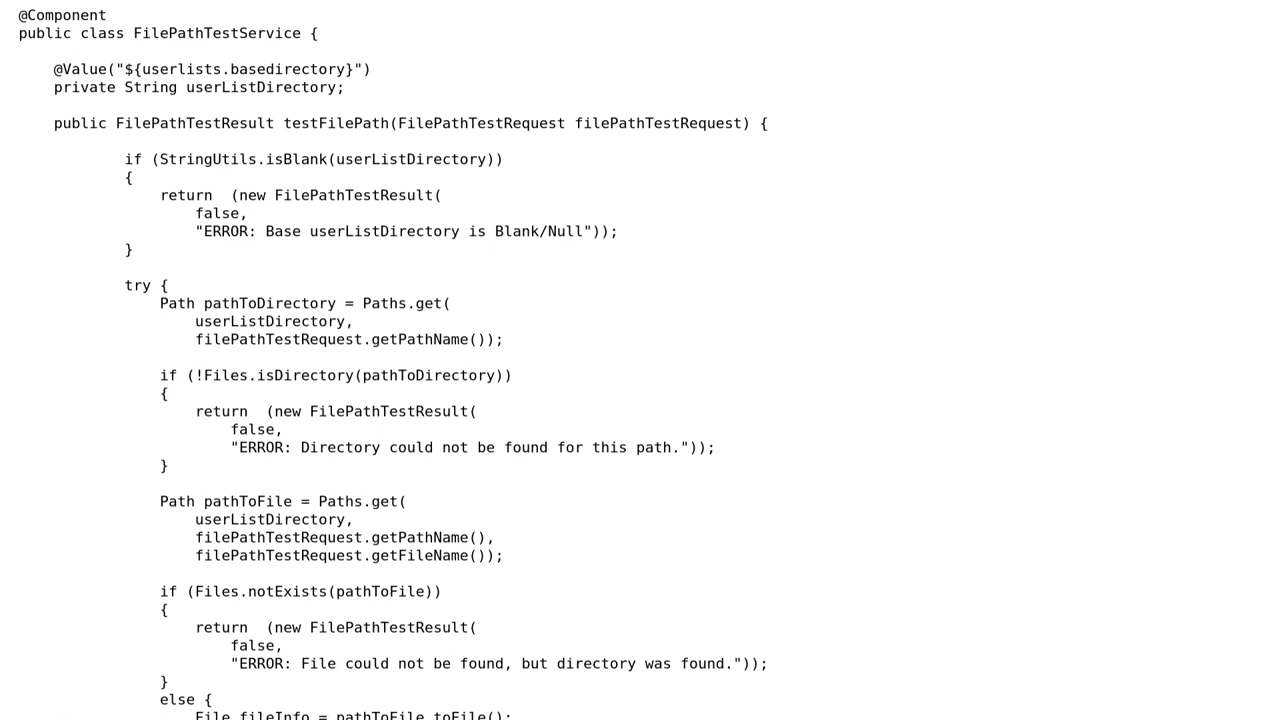 @Component
public class FilePathTestService {

    @Value("${userlists.basedirectory}")
    private String userListDirectory;

    public FilePathTestResult testFilePath(FilePathTestRequest filePathTestRequest) {

            if (StringUtils.isBlank(userListDirectory))
            {
                return  (new FilePathTestResult(
                    false,
                    "ERROR: Base userListDirectory is Blank/Null"));
            }

            try {
                Path pathToDirectory = Paths.get(
                    userListDirectory,
                    filePathTestRequest.getPathName());

                if (!Files.isDirectory(pathToDirectory))
                {
                    return  (new FilePathTestResult(
                        false,
                        "ERROR: Directory could not be found for this path."));
                }

                Path pathToFile = Paths.get(
                    userListDirectory,
                    filePathTestRequest.getPathName(),
                    filePathTestRequest.getFileName());

                if (Files.notExists(pathToFile))
                {
                    return  (new FilePathTestResult(
                        false,
                        "ERROR: File could not be found, but directory was found."));
                }
                else {
                    File fileInfo = pathToFile.toFile();